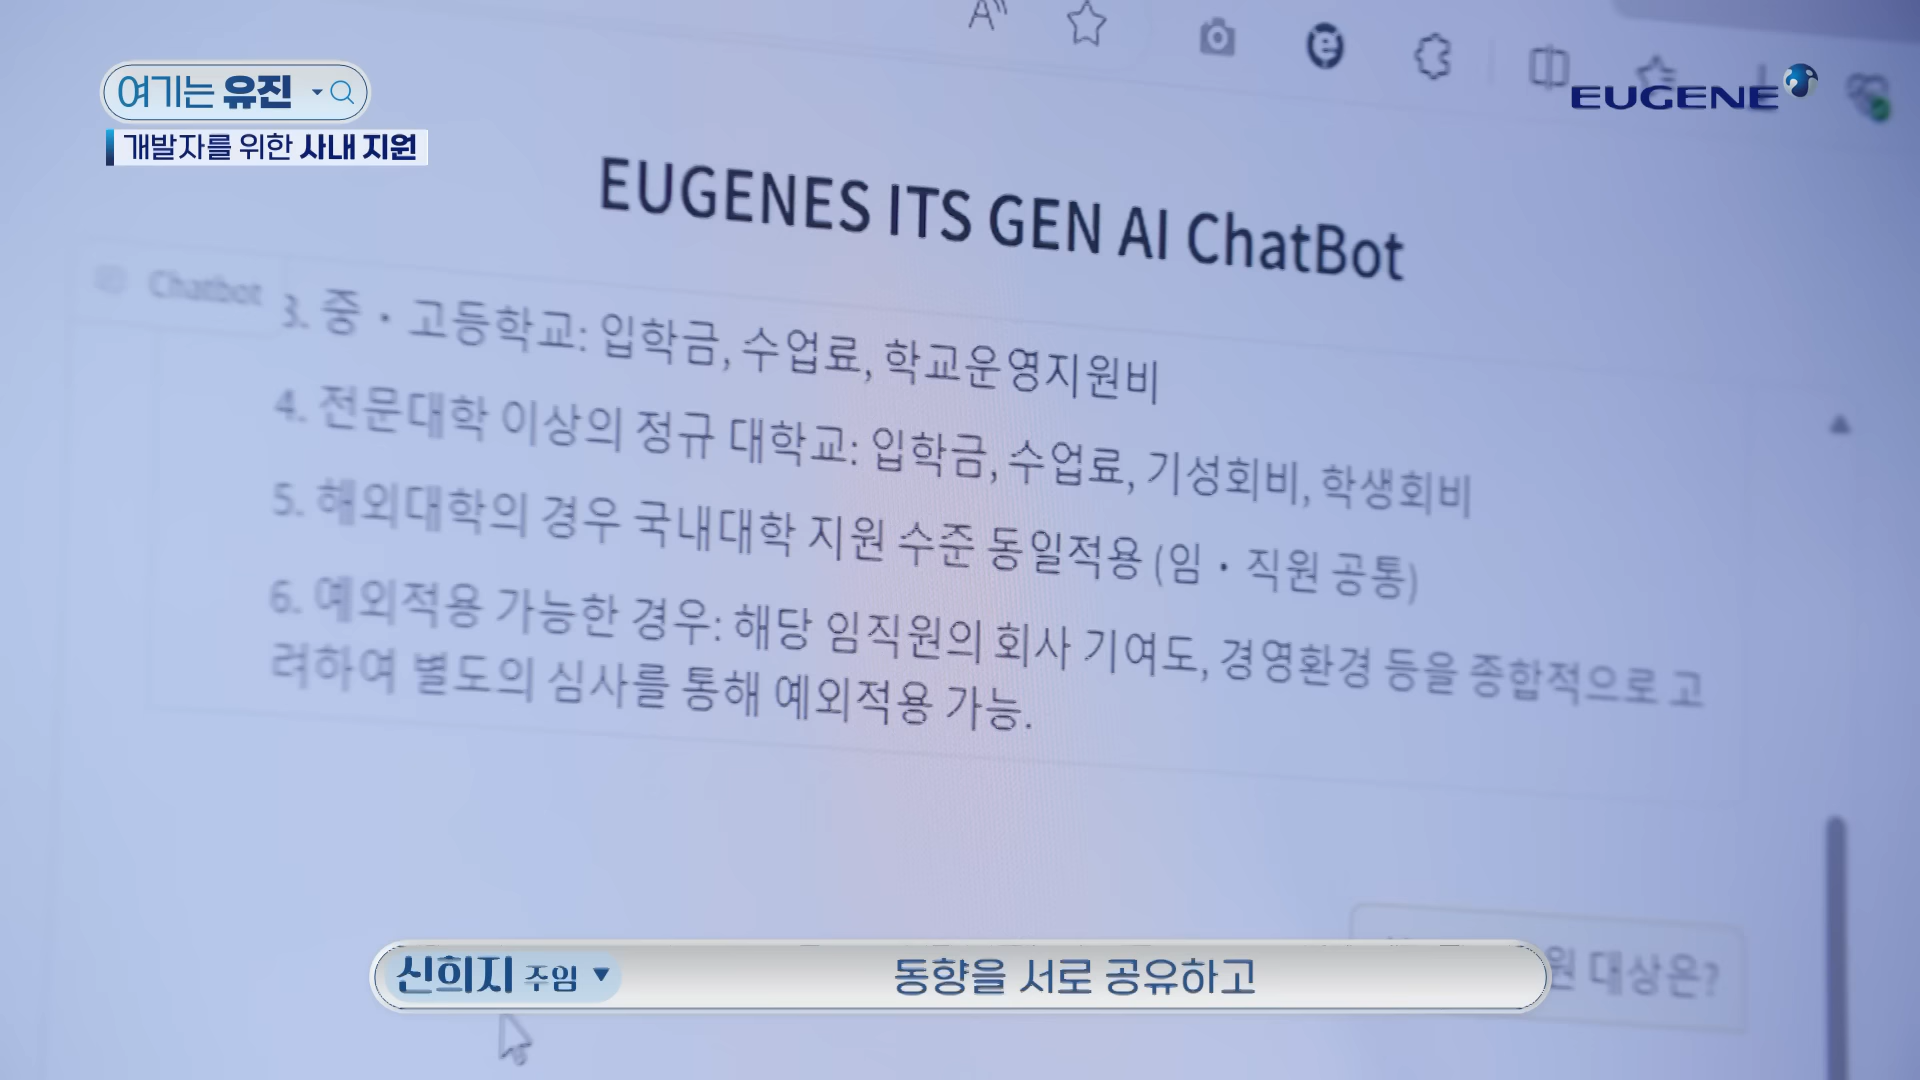 여기는 유진
개발자를 위한 사내 지원
EUGENE
EUGENES ITS GEN AI ChatBot
Chatbot
3. 중·고등학교: 입학금, 수업료, 학교운영지원비
4. 전문대학 이상의 정규 대학교: 입학금, 수업료, 기성회비, 학생회비
5. 해외대학의 경우 국내대학 지원 수준 동일적용 (임·직원 공통)
6. 예외적용 가능한 경우: 해당 임직원의 회사 기여도, 경영환경 등을 종합적으로 고
려하여 별도의 심사를 통해 예외적용 가능.
대상은?
신희지 주임
동향을 서로 공유하고